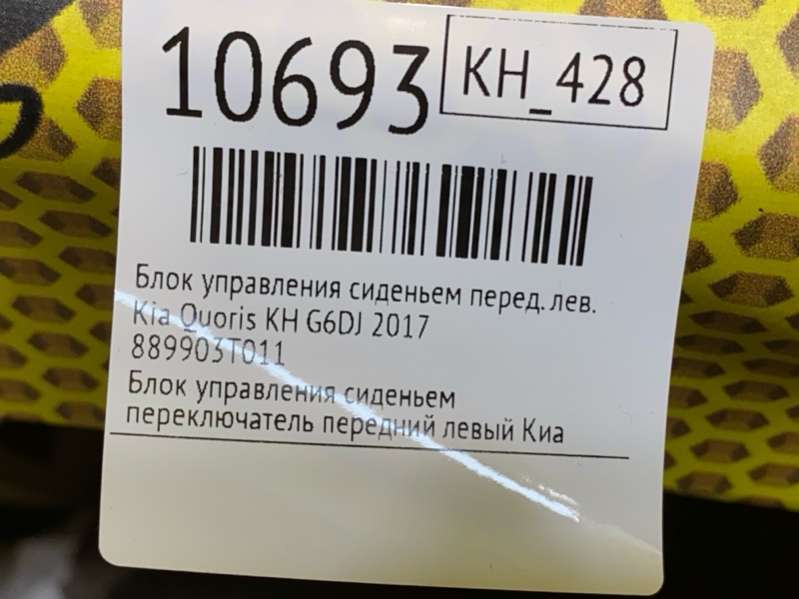 10693
KH_428
Блок управления сиденьем перед. лев.
Kia Quoris KH G6DJ 2017
889903T011
Блок управления сиденьем
переключатель передний левый Киа